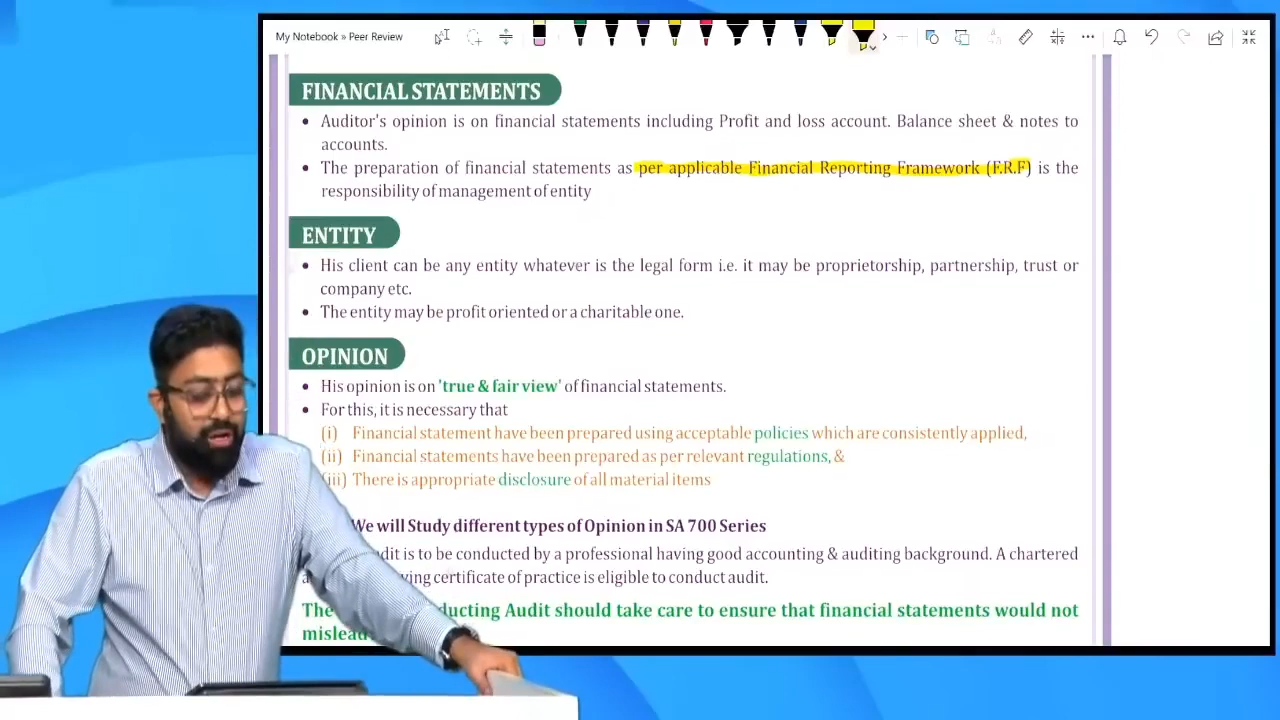 My Notebook » Peer Review
FINANCIAL STATEMENTS
• Auditor's opinion is on financial statements including Profit and loss account. Balance sheet & notes to
accounts.
• The preparation of financial statements as per applicable Financial Reporting Framework (F.R.F) is the
responsibility of management of entity
ENTITY
• His client can be any entity whatever is the legal form i.e. it may be proprietorship, partnership, trust or
company etc.
• The entity may be profit oriented or a charitable one.
OPINION
• His opinion is on 'true & fair view' of financial statements.
• For this, it is necessary that
(i) Financial statement have been prepared using acceptable policies which are consistently applied,
(ii) Financial statements have been prepared as per relevant regulations, &
(iii) There is appropriate disclosure of all material items
We will Study different types of Opinion in SA 700 Series
is to be conducted by a professional having good accounting & auditing background. A chartered
certificate of practice is eligible to conduct audit.
The Audit should take care to ensure that financial statements would not
mislead